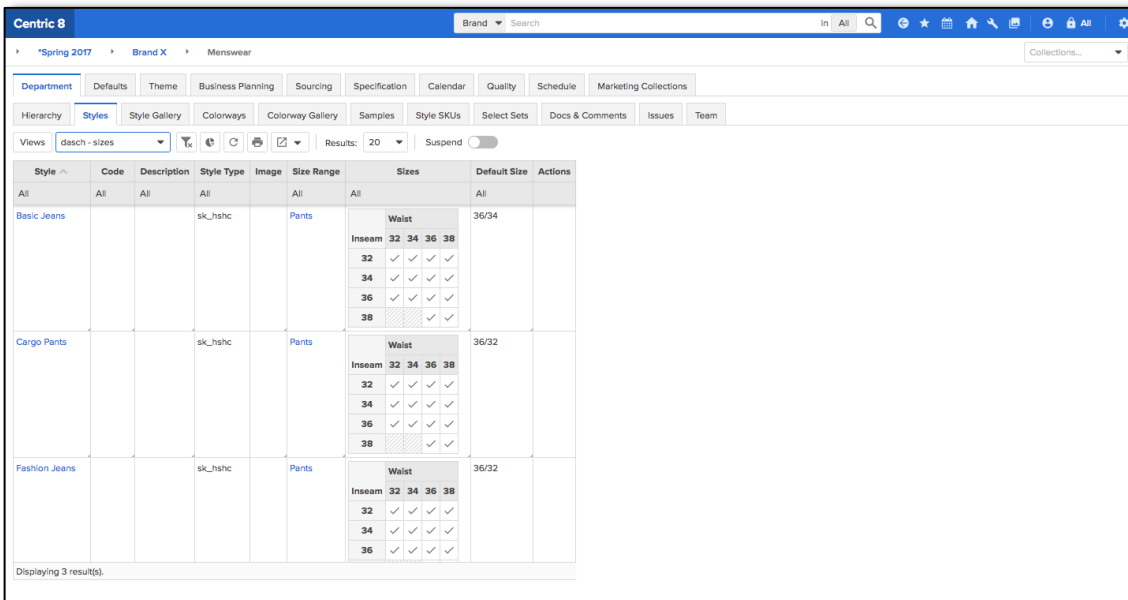 Centric 8 Brand Search in All All
*Spring 2017 Brand X Menswear Collections...
Department Defaults Theme Business Planning Sourcing Specification Calendar Quality Schedule Marketing Collections
Hierarchy Styles Style Gallery Colorways Colorway Gallery Samples Style SKUs Select Sets Docs & Comments Issues Team
Views dasch - sizes Results: 20 Suspend
Style Code Description Style Type Image Size Range Sizes Default Size Actions
All All All All All All All
Basic Jeans sk_hshc Pants Waist 36/34
Inseam 32 34 36 38
32
34
36
38
Cargo Pants sk_hshc Pants Waist 36/32
Inseam 32 34 36 38
32
34
36
38
Fashion Jeans sk_hshc Pants Waist 36/32
Inseam 32 34 36 38
32
34
36
Displaying 3 result(s).